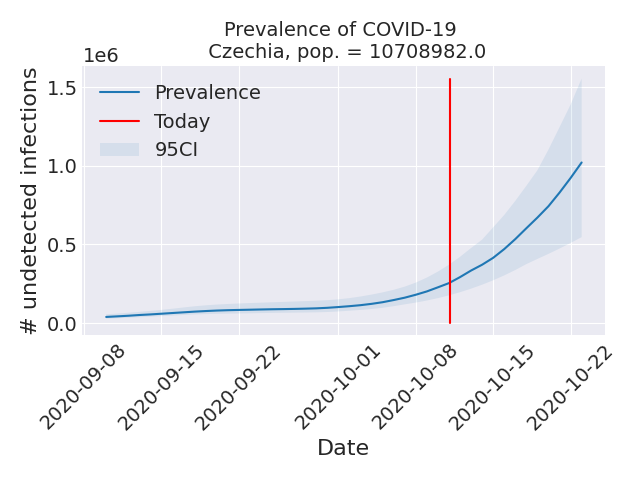 Prevalence of COVID-19
Czechia, pop. = 10708982.0
1e6
# undetected infections
1.5
1.0
0.5
0.0
Prevalence
Today
95CI
2020-09-08
2020-09-15
2020-09-22
2020-10-01
2020-10-08
2020-10-15
2020-10-22
Date